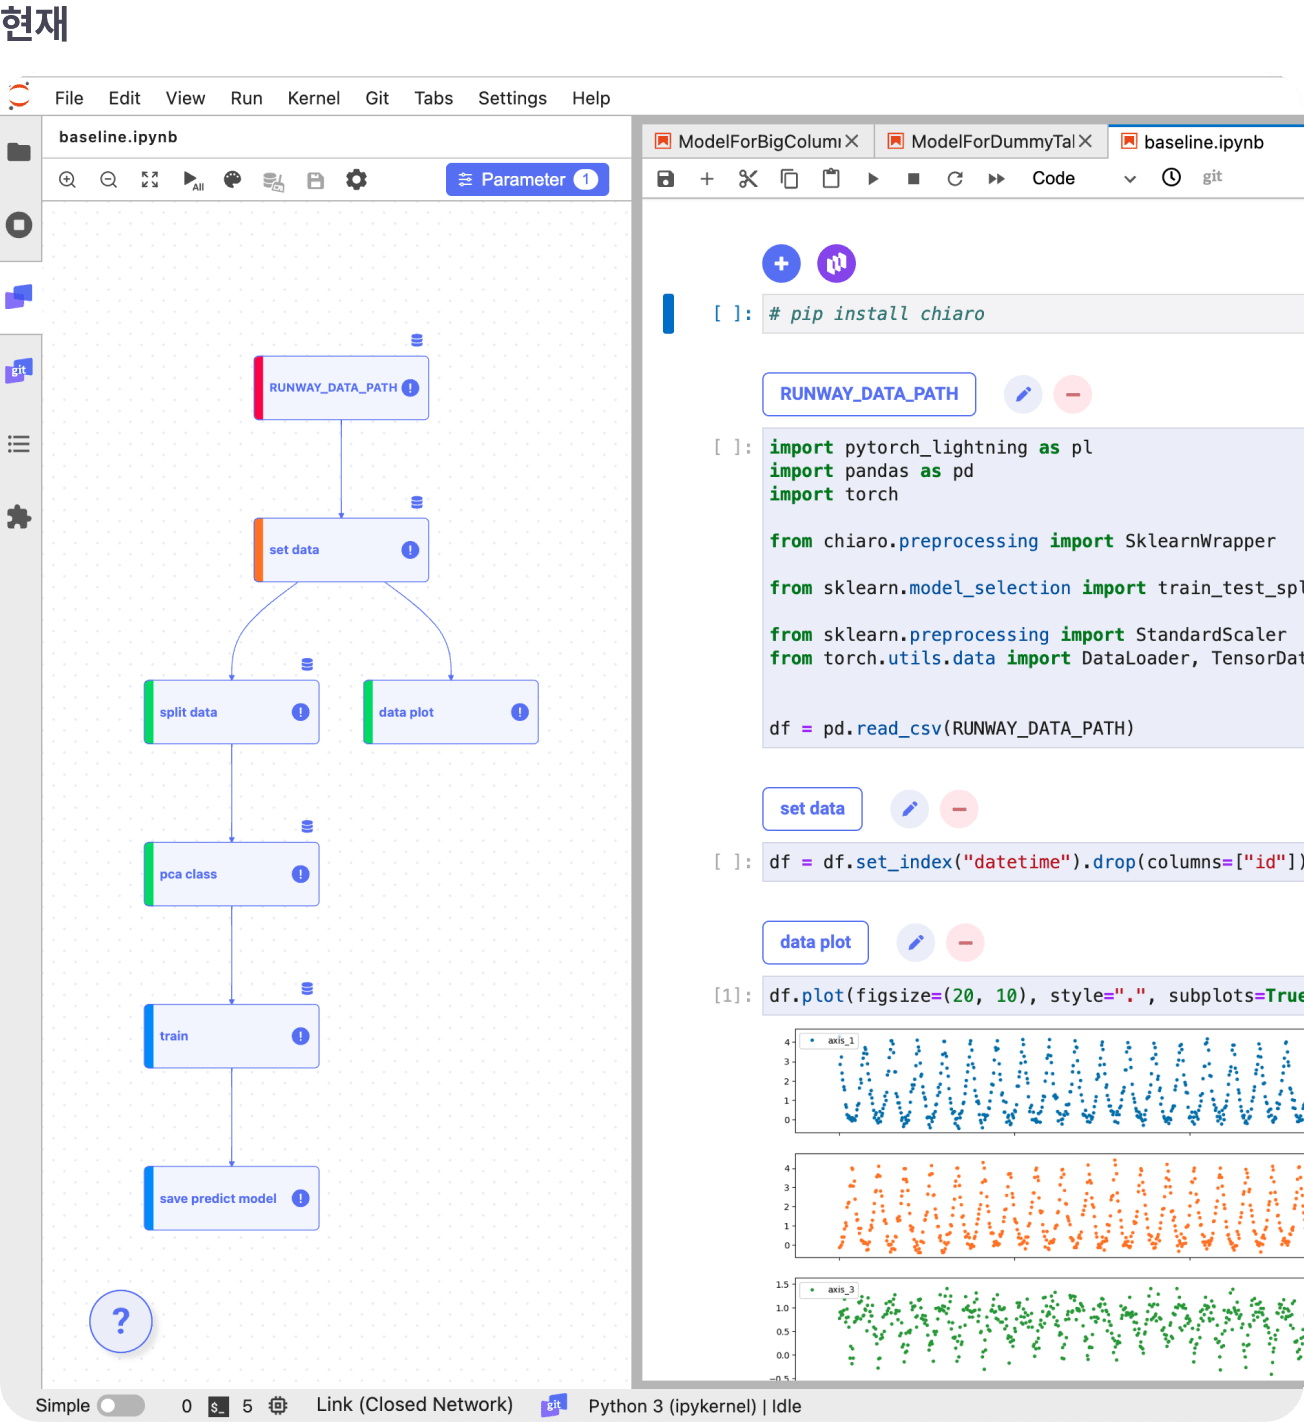 현재
File Edit View Run Kernel Git Tabs Settings Help
baseline.ipynb
All
Parameter 1
RUNWAY_DATA_PATH !
set data !
split data !
data plot !
pca class !
train !
save predict model !
?
git
ModelForBigColum
ModelForDummyTal
baseline.ipynb
Code
git
[ ]: # pip install chiaro
RUNWAY_DATA_PATH
[ ]: import pytorch_lightning as pl
import pandas as pd
import torch
from chiaro.preprocessing import SklearnWrapper
from sklearn.model_selection import train_test_spl
from sklearn.preprocessing import StandardScaler
from torch.utils.data import DataLoader, TensorDat
df = pd.read_csv(RUNWAY_DATA_PATH)
set data
[ ]: df = df.set_index("datetime").drop(columns=["id"])
data plot
[1]: df.plot(figsize=(20, 10), style=".", subplots=True
axis_1
4
3
2
1
0
4
3
2
1
0
axis_3
1.5
1.0
0.5
0.0
−0.5
Simple 0 $_ 5 Link (Closed Network) git Python 3 (ipykernel) | Idle